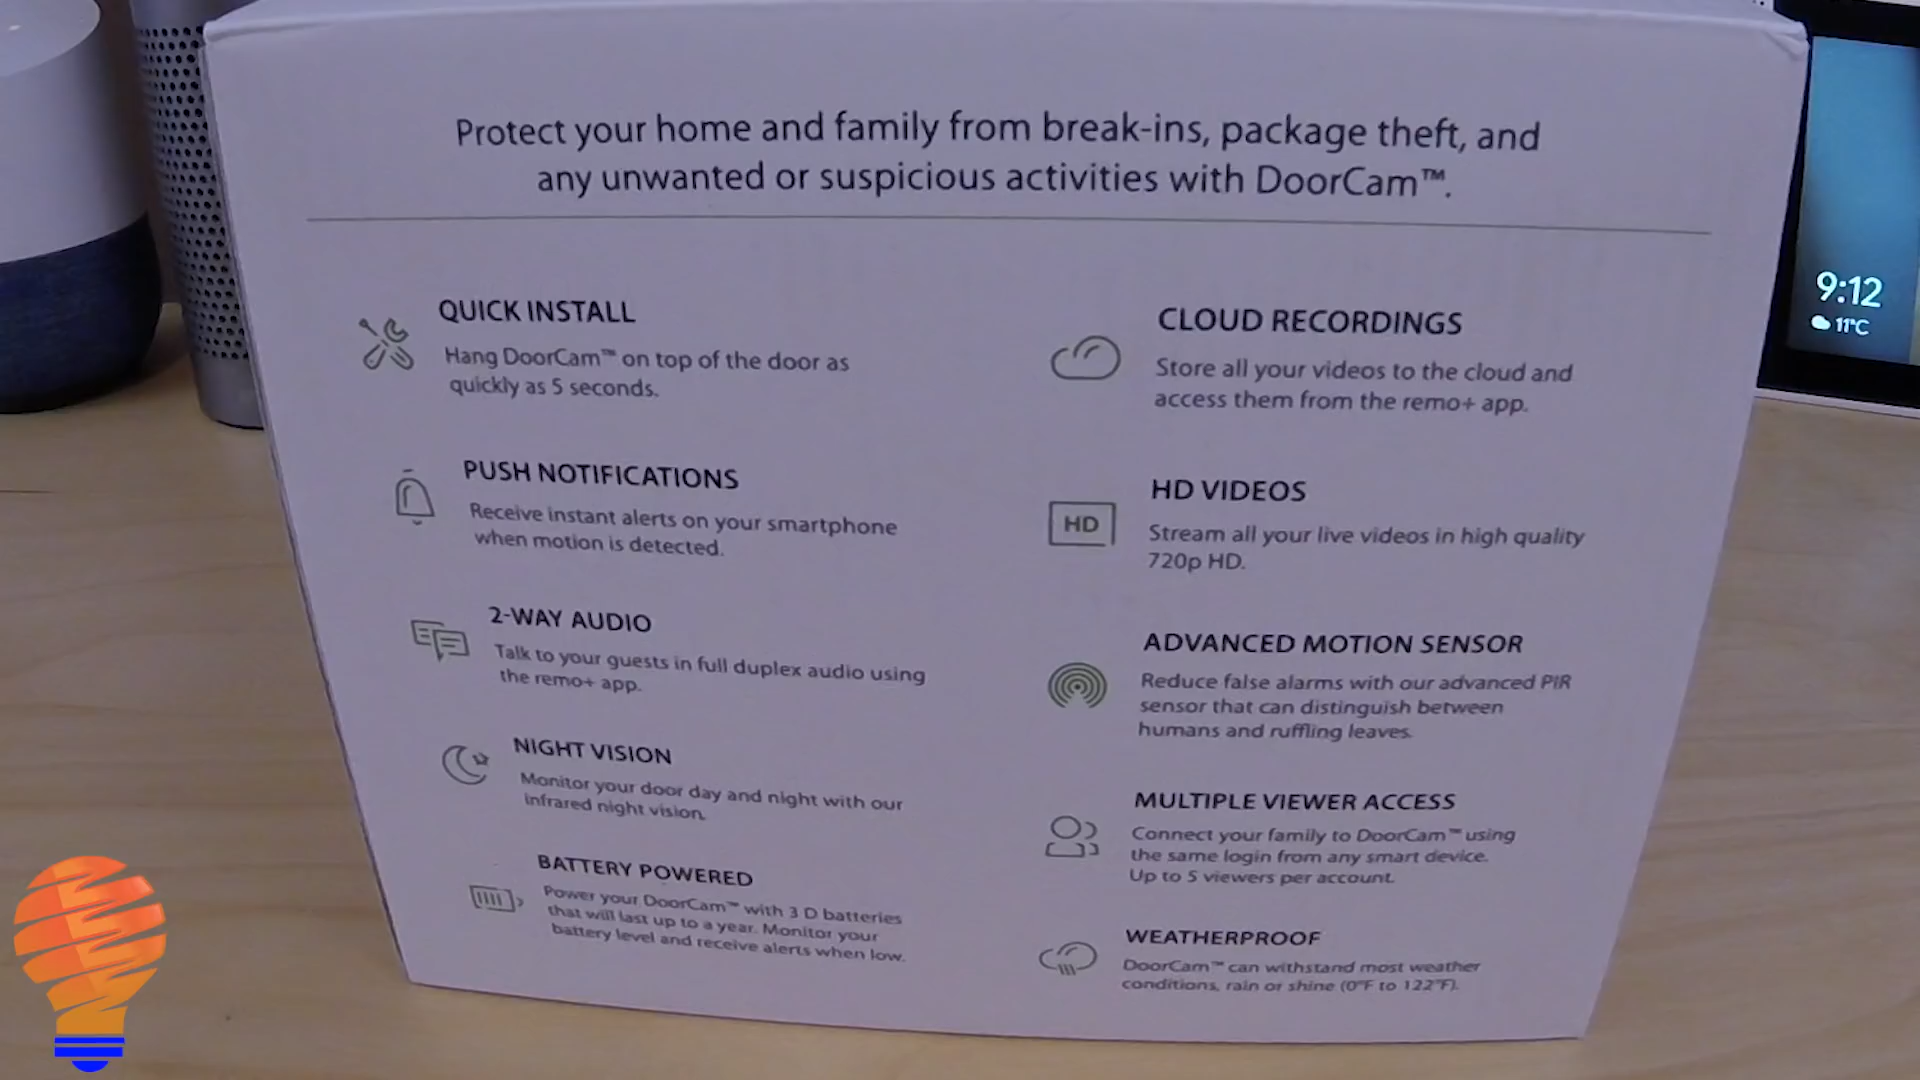 Protect your home and family from break-ins, package theft, and
any unwanted or suspicious activities with DoorCam™.
QUICK INSTALL
Hang DoorCam™ on top of the door as
quickly as 5 seconds.
PUSH NOTIFICATIONS
Receive instant alerts on your smartphone
when motion is detected.
2-WAY AUDIO
Talk to your guests in full duplex audio using
the remo+ app.
NIGHT VISION
Monitor your door day and night with our
infrared night vision.
BATTERY POWERED
Power your DoorCam™ with 3 D batteries
that will last up to a year. Monitor your
battery level and receive alerts when low.
CLOUD RECORDINGS
Store all your videos to the cloud and
access them from the remo+ app.
HD
HD VIDEOS
Stream all your live videos in high quality
720p HD.
ADVANCED MOTION SENSOR
Reduce false alarms with our advanced PIR
sensor that can distinguish between
humans and ruffling leaves.
MULTIPLE VIEWER ACCESS
Connect your family to DoorCam™ using
the same login from any smart device.
Up to 5 viewers per account.
WEATHERPROOF
DoorCam™ can withstand most weather
conditions, rain or shine (0°F to 122°F).
9:12
11°C